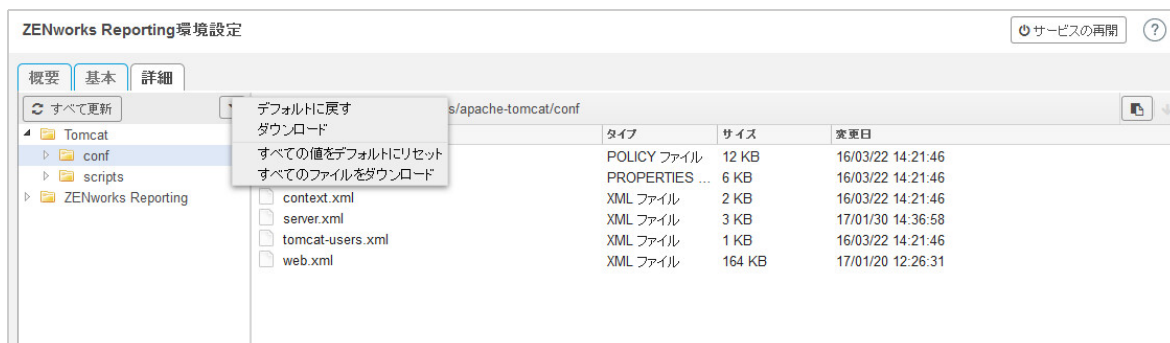 ZENworks Reporting環境設定
サービスの再開
?
概要 基本 詳細
すべて更新
s/apache-tomcat/conf
デフォルトに戻す
ダウンロード
すべての値をデフォルトにリセット
すべてのファイルをダウンロード
Tomcat
conf
scripts
ZENworks Reporting
タイプ サイズ 変更日
POLICY ファイル 12 KB 16/03/22 14:21:46
PROPERTIES ... 6 KB 16/03/22 14:21:46
context.xml XML ファイル 2 KB 16/03/22 14:21:46
server.xml XML ファイル 3 KB 17/01/30 14:36:58
tomcat-users.xml XML ファイル 1 KB 16/03/22 14:21:46
web.xml XML ファイル 164 KB 17/01/20 12:26:31